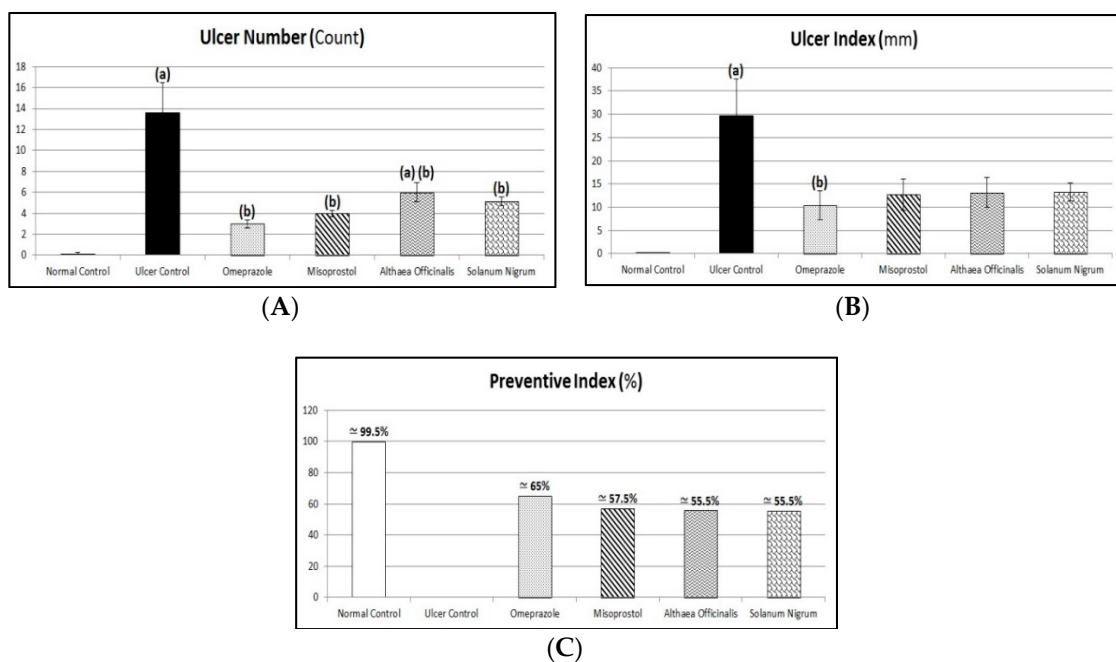 Ulcer Number (Count)
18
16
14
12
10
8
6
4
2
0
(a)
(b)
(b)
(a) (b)
(b)
Normal Control Ulcer Control Omeprazole Misoprostol Althaea Officinalis Solanum Nigrum
(A)
Ulcer Index (mm)
40
35
30
25
20
15
10
5
0
(a)
(b)
Normal Control Ulcer Control Omeprazole Misoprostol Althaea Officinalis Solanum Nigrum
(B)
Preventive Index (%)
120
100
80
60
40
20
0
≃ 99.5%
≃ 65%
≃ 57.5%
≃ 55.5%
≃ 55.5%
Normal Control Ulcer Control Omeprazole Misoprostol Althaea Officinalis Solanum Nigrum
(C)